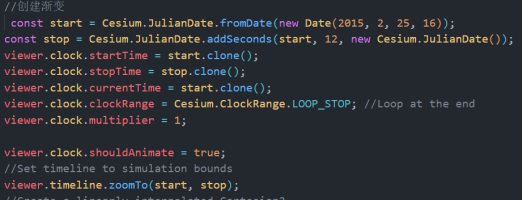 //创建渐变
const start = Cesium.JulianDate.fromDate(new Date(2015, 2, 25, 16));
const stop = Cesium.JulianDate.addSeconds(start, 12, new Cesium.JulianDate());
viewer.clock.startTime = start.clone();
viewer.clock.stopTime = stop.clone();
viewer.clock.currentTime = start.clone();
viewer.clock.clockRange = Cesium.ClockRange.LOOP_STOP; //Loop at the end
viewer.clock.multiplier = 1;
viewer.clock.shouldAnimate = true;
//Set timeline to simulation bounds
viewer.timeline.zoomTo(start, stop);
//Create a linearly interpolated Cartesian3